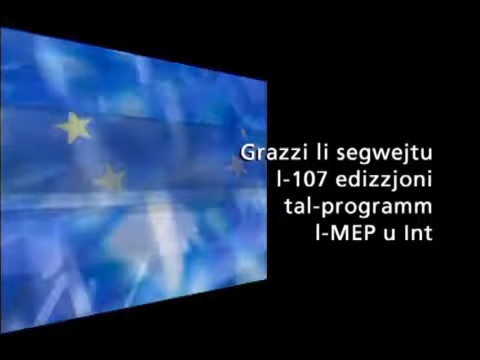 Grazzi li segwejtu
l-107 edizzjoni
tal-programm
l-MEP u Int